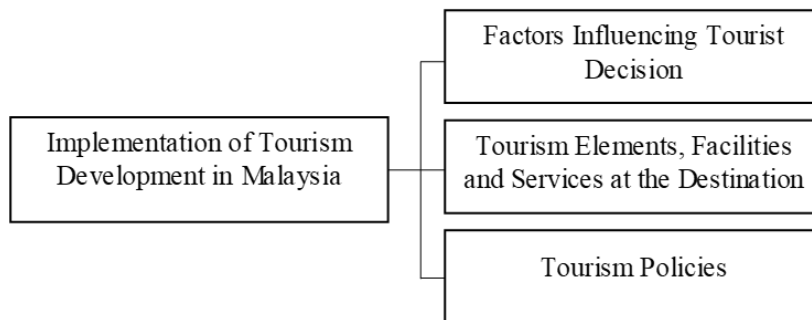 Implementation of Tourism
Development in Malaysia
Factors Influencing Tourist
Decision
Tourism Elements, Facilities
and Services at the Destination
Tourism Policies